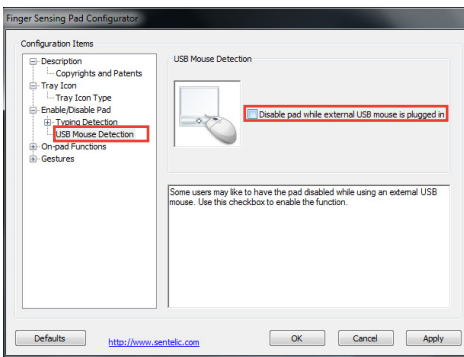 Finger Sensing Pad Configurator
Configuration Items
Description
Copyrights and Patents
Tray Icon
Tray Icon Type
Enable/Disable Pad
Typing Detection
USB Mouse Detection
On-pad Functions
Gestures
USB Mouse Detection
Disable pad while external USB mouse is plugged in
Some users may like to have the pad disabled while using an external USB
mouse. Use this checkbox to enable the function.
Defaults
http://www.sentelic.com
OK
Cancel
Apply